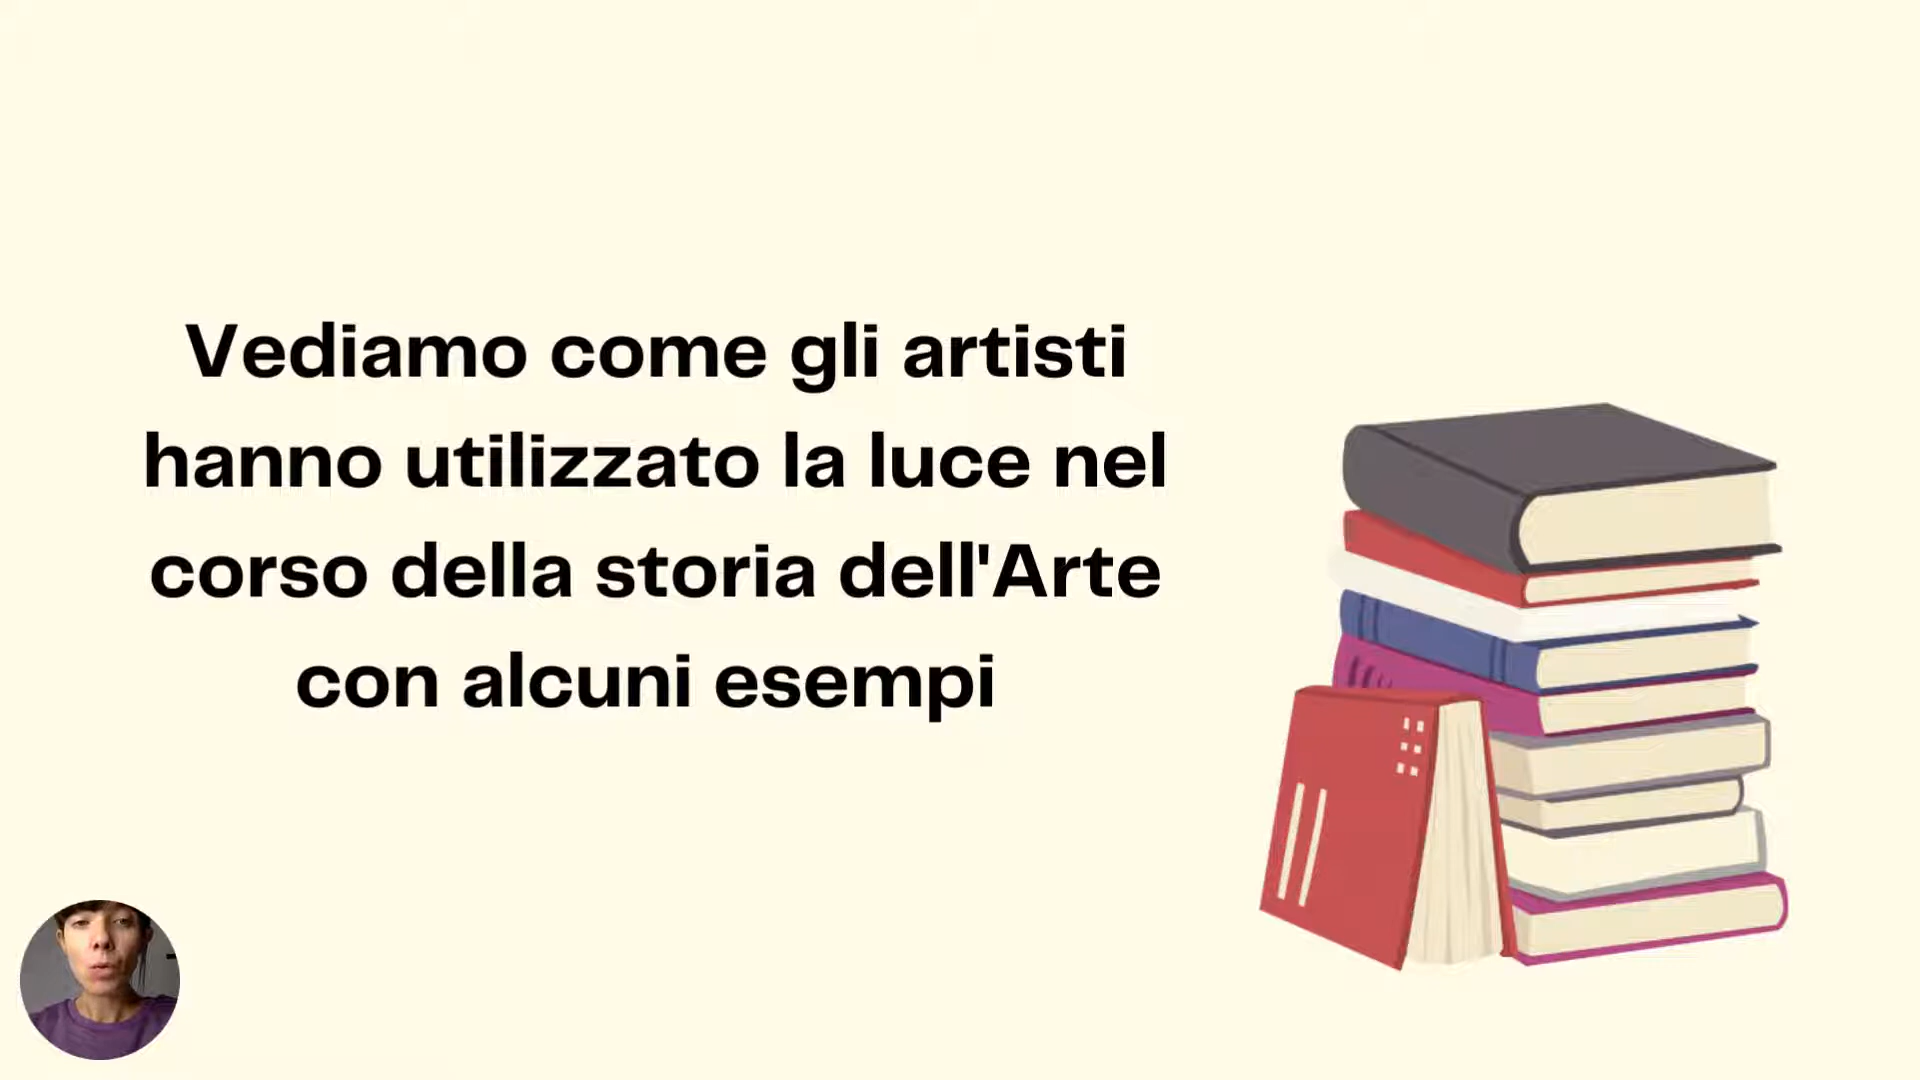 Vediamo come gli artisti
hanno utilizzato la luce nel
corso della storia dell'Arte
con alcuni esempi